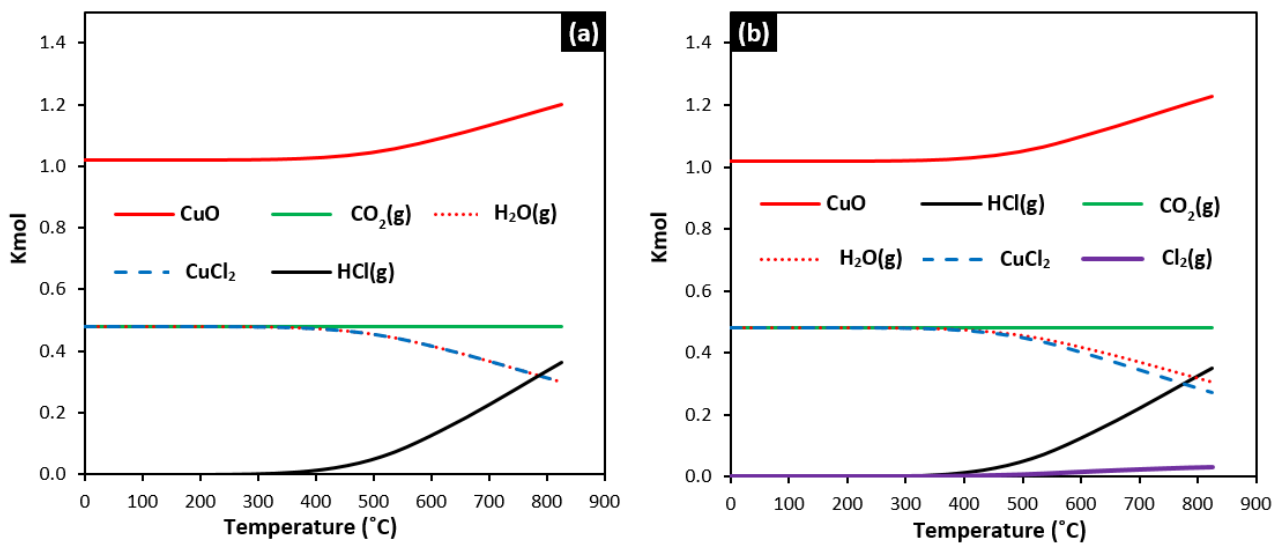 (a)
1.4
1.2
1.0
0.8
0.6
0.4
0.2
0.0
Kmol
CuO
CO₂(g)
H₂O(g)
CuCl₂
HCl(g)
0 100 200 300 400 500 600 700 800 900
Temperature (˚C)
(b)
1.4
1.2
1.0
0.8
0.6
0.4
0.2
0.0
Kmol
CuO
HCl(g)
CO₂(g)
H₂O(g)
CuCl₂
Cl₂(g)
0 100 200 300 400 500 600 700 800 900
Temperature (˚C)